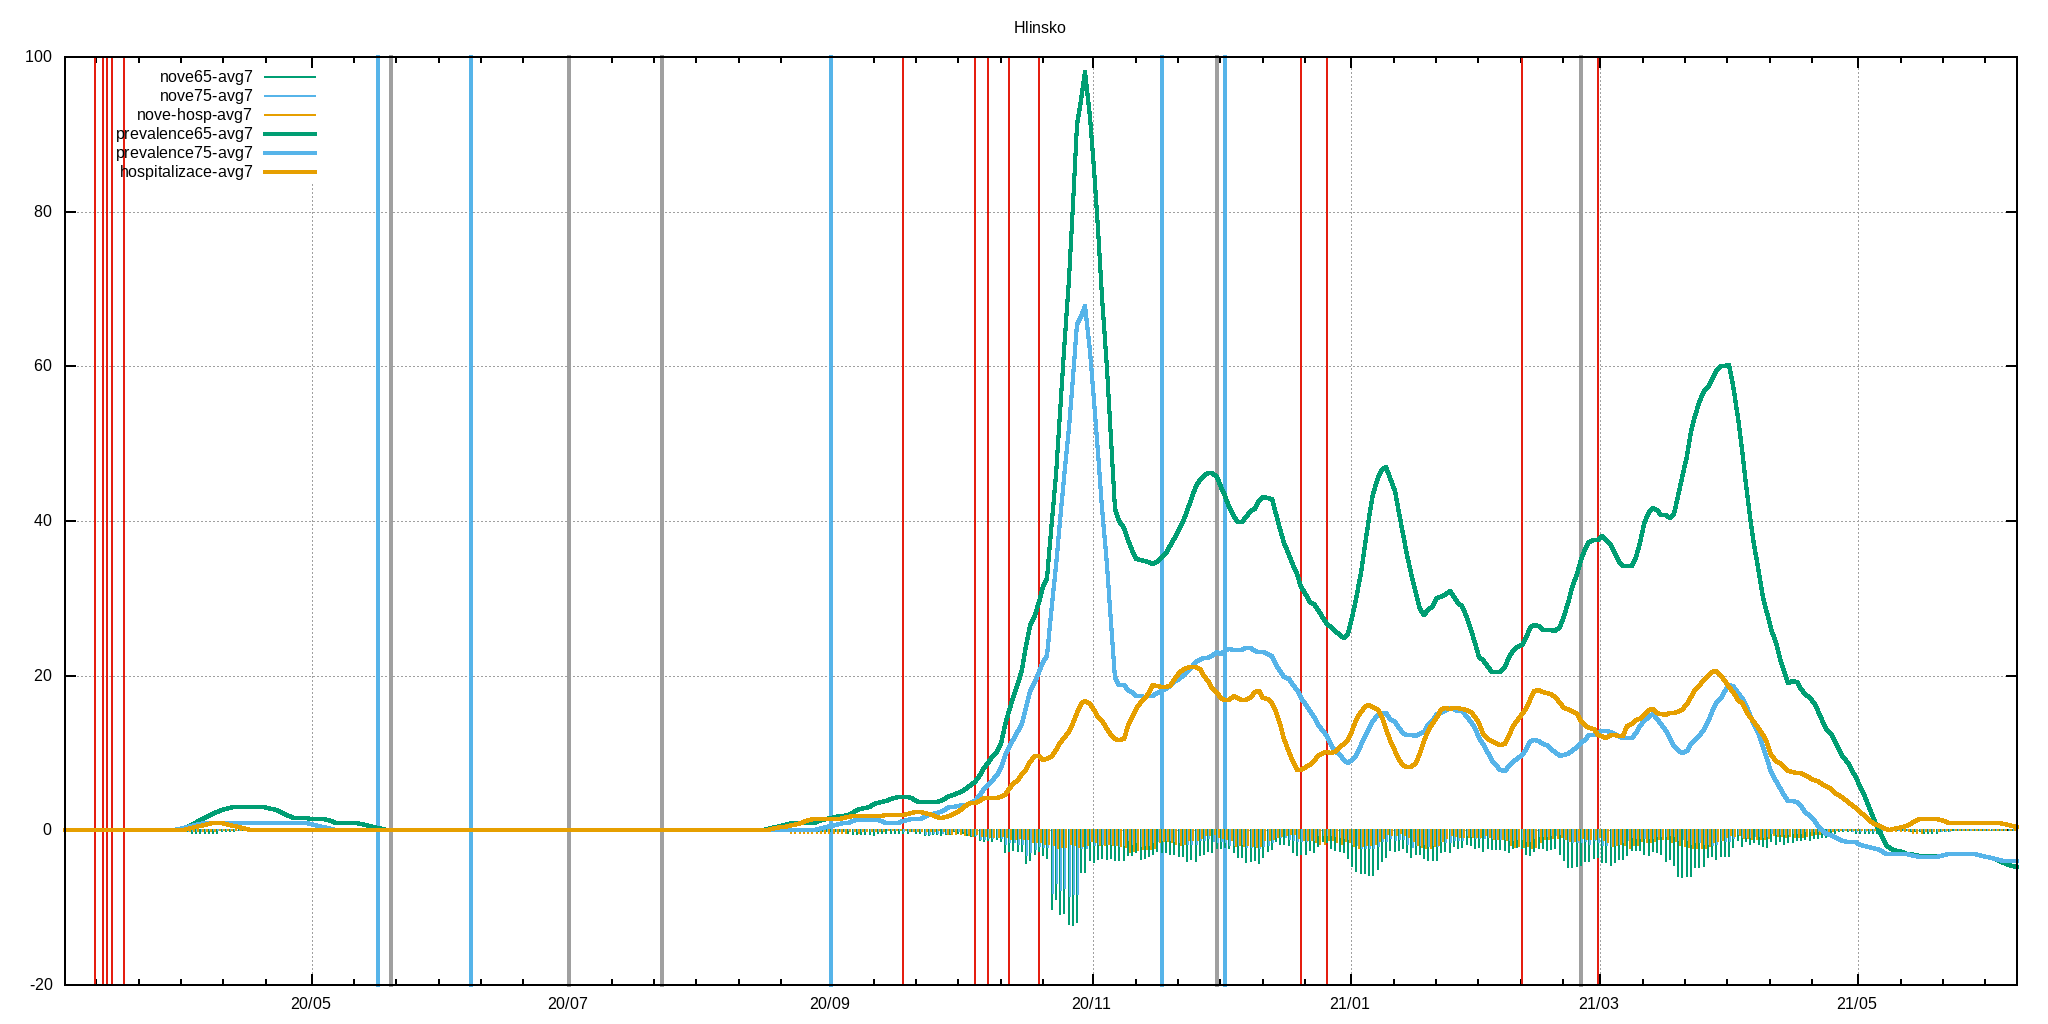 Hlinsko
100
80
60
40
20
0
-20
nove65-avg7
nove75-avg7
nove-hosp-avg7
prevalence65-avg7
prevalence75-avg7
hospitalizace-avg7
20/05
20/07
20/09
20/11
21/01
21/03
21/05